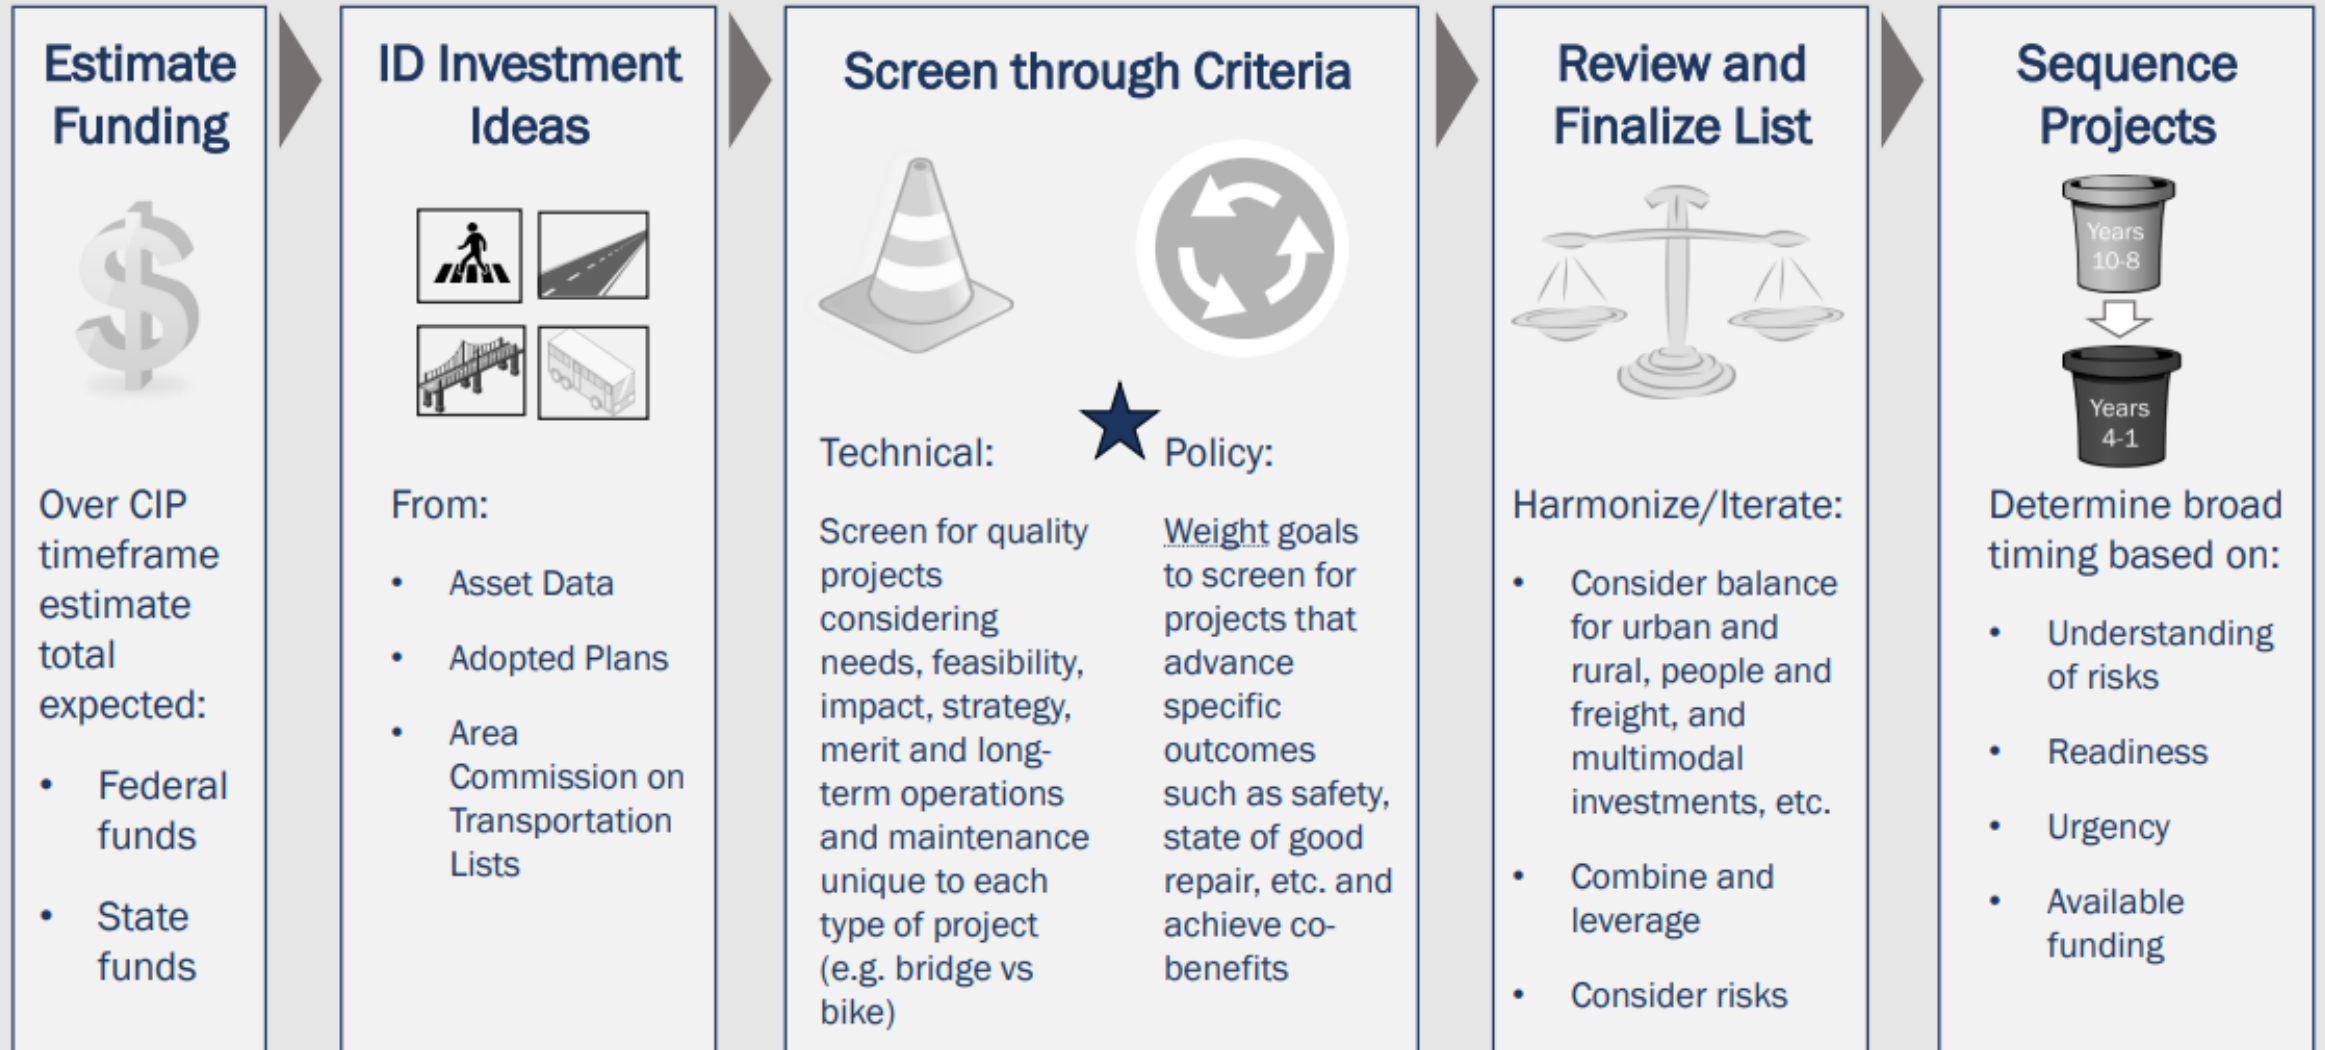 Estimate
Funding
Over CIP
timeframe
estimate
total
expected:
• Federal
funds
• State
funds
ID Investment
Ideas
From:
• Asset Data
• Adopted Plans
• Area
Commission on
Transportation
Lists
Screen through Criteria
Technical:
Screen for quality
projects
considering
needs, feasibility,
impact, strategy,
merit and long-
term operations
and maintenance
unique to each
type of project
(e.g. bridge vs
bike)
Policy:
Weight goals
to screen for
projects that
advance
specific
outcomes
such as safety,
state of good
repair, etc. and
achieve co-
benefits
Review and
Finalize List
Harmonize/Iterate:
• Consider balance
for urban and
rural, people and
freight, and
multimodal
investments, etc.
• Combine and
leverage
• Consider risks
Sequence
Projects
Years
10-8
Years
4-1
Determine broad
timing based on:
• Understanding
of risks
• Readiness
• Urgency
• Available
funding